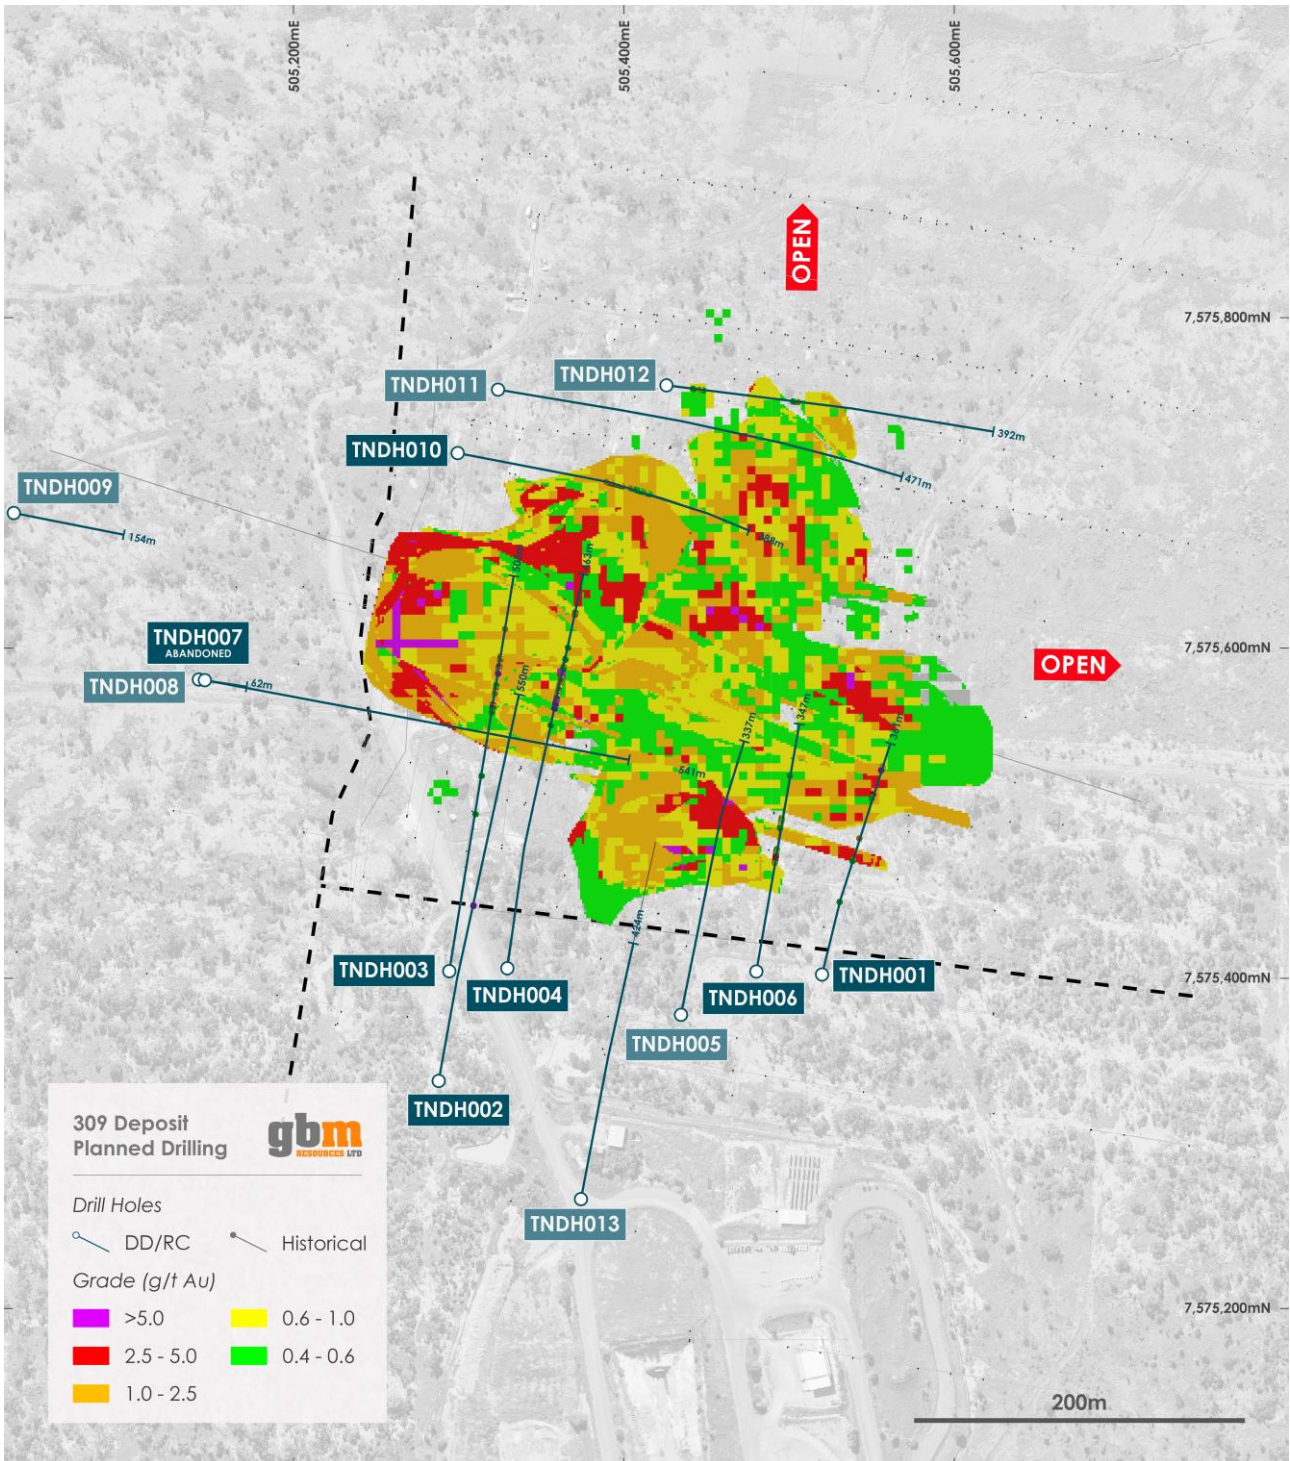 505,200mE
505,400mE
505,600mE
OPEN
7,575,800mN
TNDH012
TNDH011
392m
TNDH010
471m
TNDH009
154m
463m
TNDH007
ABANDONED
7,575,600mN
OPEN
TNDH008
62m
550m
337m
347m
381m
541m
424m
TNDH003
TNDH004
TNDH006
TNDH001
7,575,400mN
TNDH005
TNDH002
TNDH013
309 Deposit
Planned Drilling
gbm
RESOURCES LTD
Drill Holes
DD/RC
Historical
Grade (g/t Au)
>5.0
0.6 - 1.0
2.5 - 5.0
0.4 - 0.6
1.0 - 2.5
7,575,200mN
200m